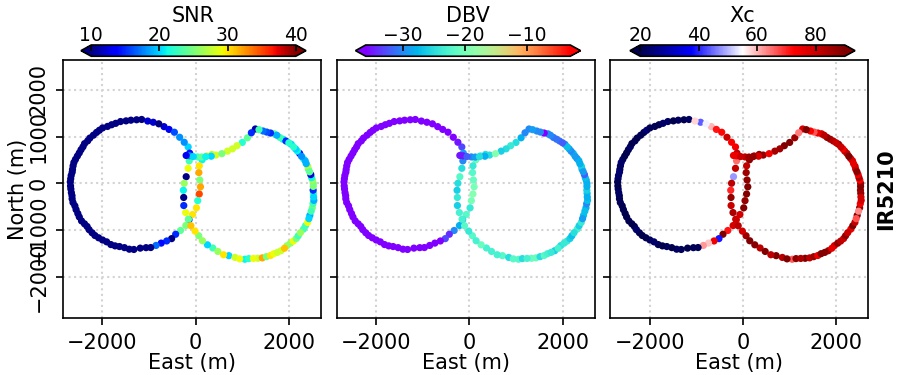 SNR DBV Xc
10 20 30 40 −30 −20 −10 20 40 60 80
2000
1000
0
−1000
−2000
North (m)
IR5210
−2000 0 2000 −2000 0 2000 −2000 0 2000
East (m) East (m) East (m)